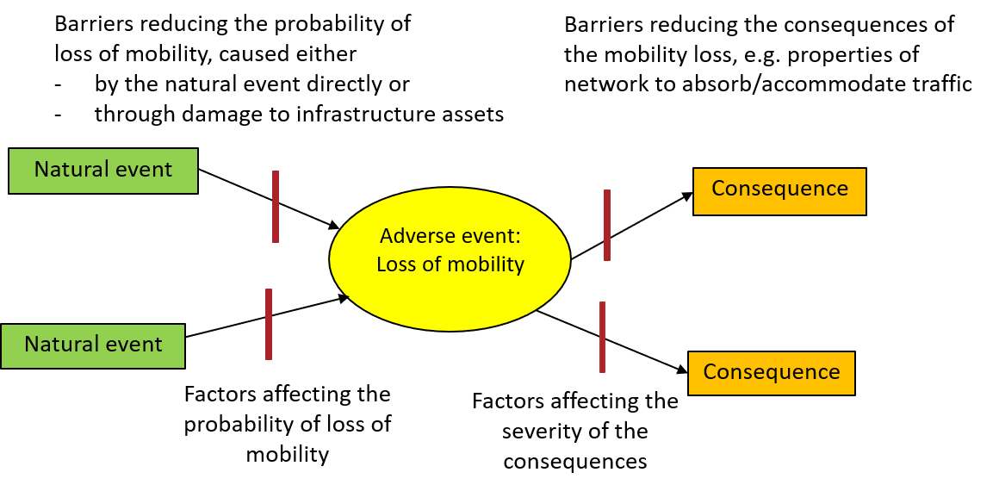 Barriers reducing the probability of
loss of mobility, caused either
- by the natural event directly or
- through damage to infrastructure assets
Barriers reducing the consequences of
the mobility loss, e.g. properties of
network to absorb/accommodate traffic
Natural event
Consequence
Adverse event:
Loss of mobility
Natural event
Consequence
Factors affecting the
probability of loss of
mobility
Factors affecting the
severity of the
consequences